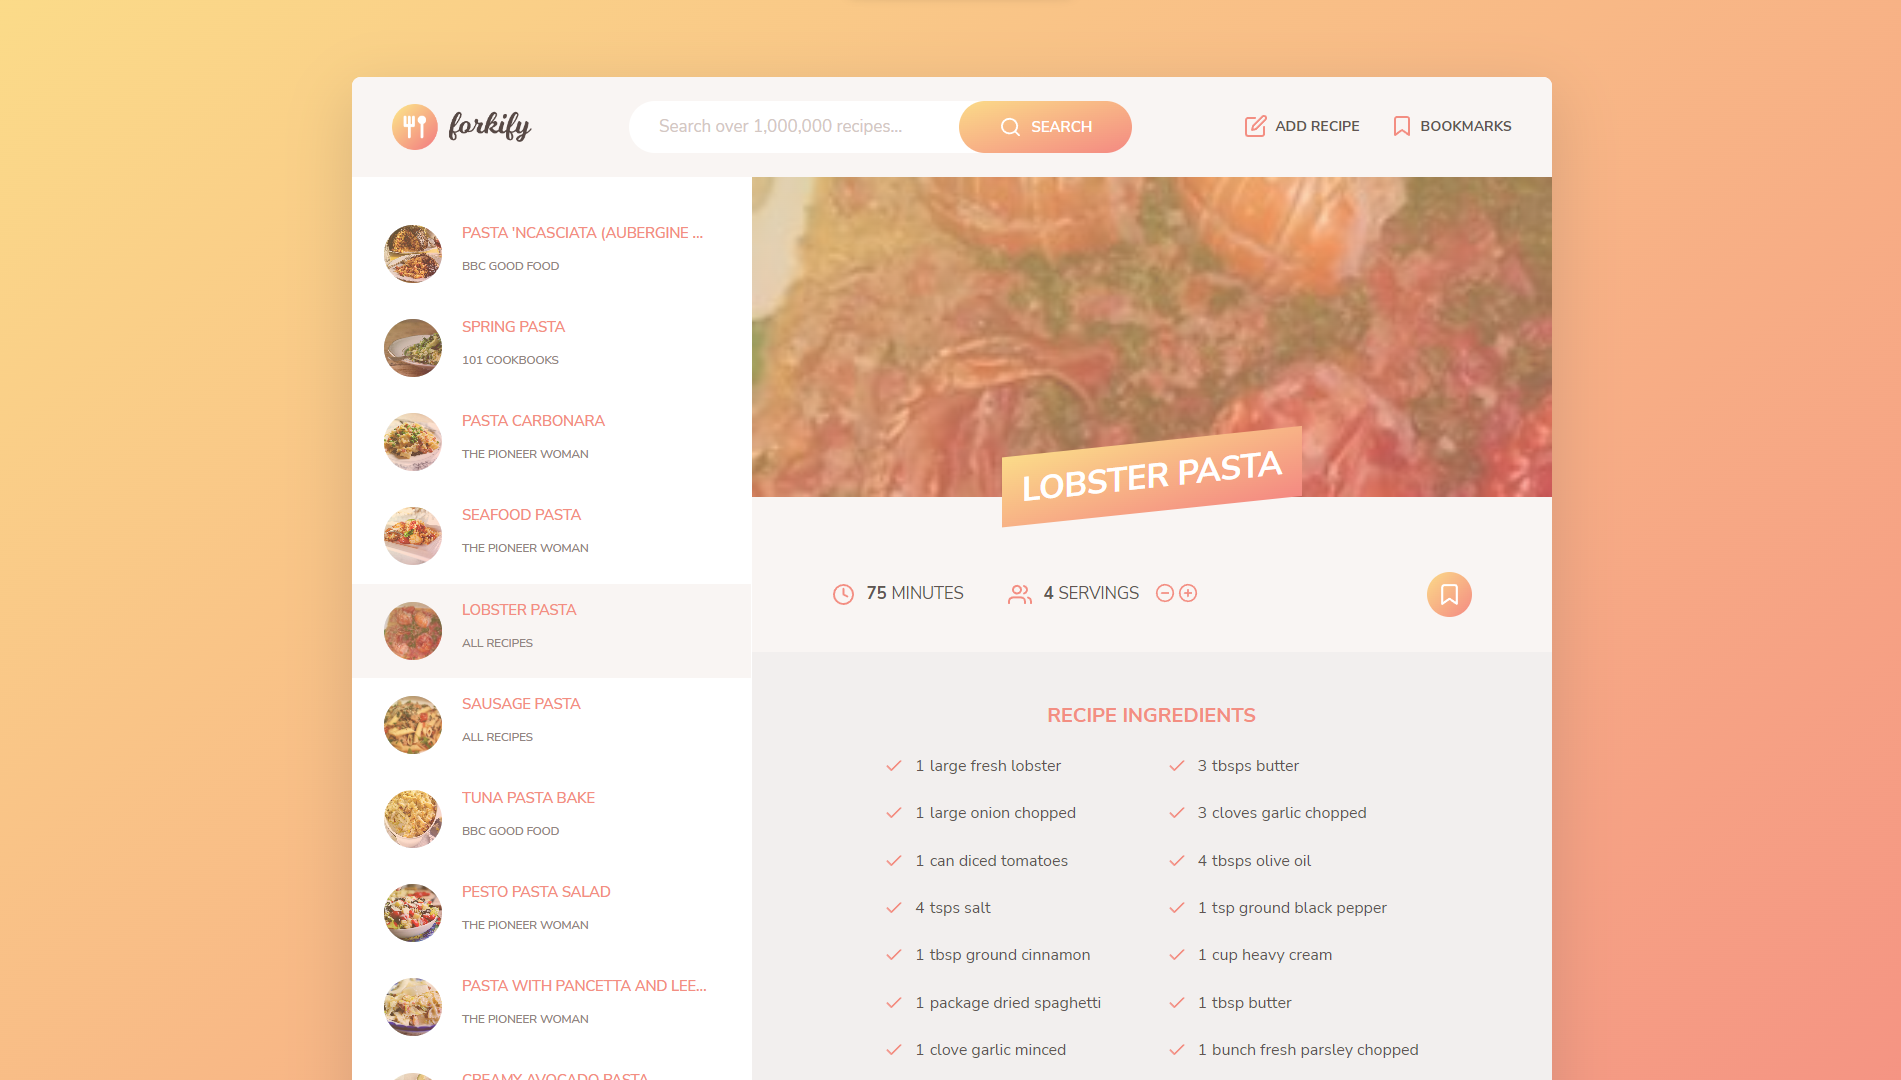 forkify
Search over 1,000,000 recipes...
SEARCH
ADD RECIPE
BOOKMARKS
PASTA 'NCASCIATA (AUBERGINE ...
BBC GOOD FOOD
SPRING PASTA
101 COOKBOOKS
PASTA CARBONARA
THE PIONEER WOMAN
SEAFOOD PASTA
THE PIONEER WOMAN
LOBSTER PASTA
ALL RECIPES
SAUSAGE PASTA
ALL RECIPES
TUNA PASTA BAKE
BBC GOOD FOOD
PESTO PASTA SALAD
THE PIONEER WOMAN
PASTA WITH PANCETTA AND LEE...
THE PIONEER WOMAN
CREAMY AVOCADO PASTA
LOBSTER PASTA
75 MINUTES
4 SERVINGS
RECIPE INGREDIENTS
1 large fresh lobster
3 tbsps butter
1 large onion chopped
3 cloves garlic chopped
1 can diced tomatoes
4 tbsps olive oil
4 tsps salt
1 tsp ground black pepper
1 tbsp ground cinnamon
1 cup heavy cream
1 package dried spaghetti
1 tbsp butter
1 clove garlic minced
1 bunch fresh parsley chopped